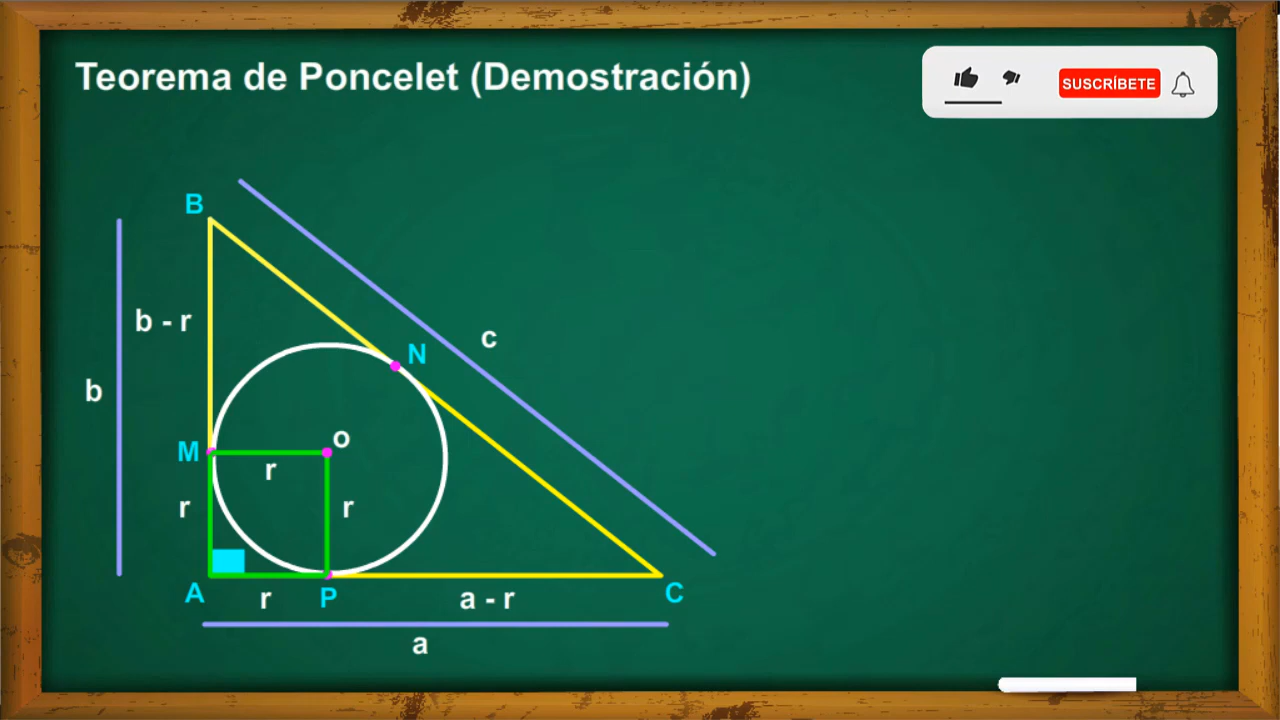 Teorema de Poncelet (Demostración)
SUSCRÍBETE
B
b - r
c
N
b
M
o
r
r
r
A
r
P
a - r
C
a